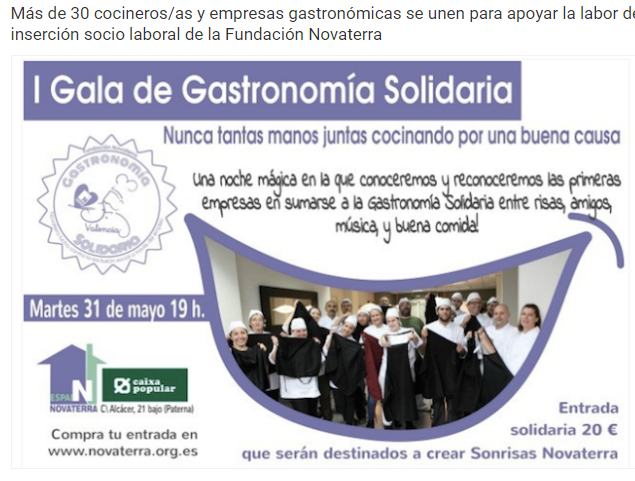 Más de 30 cocineros/as y empresas gastronómicas se unen para apoyar la labor de
inserción socio laboral de la Fundación Novaterra
I Gala de Gastronomía Solidaria
Nunca tantas manos juntas cocinando por una buena causa
Una noche mágica en la que conoceremos y reconoceremos las primeras
empresas en sumarse a la Gastronomía Solidaria entre risas, amigos,
música, y buena comida!
GASTRONOMÍA
Valencia
SOLIDARIA
Martes 31 de mayo 19 h.
ESPAI
N
NOVATERRA
caixa
popular
C\ Alcácer, 21 bajo (Paterna)
Compra tu entrada en
www.novaterra.org.es
Entrada
solidaria 20 €
que serán destinados a crear Sonrisas Novaterra